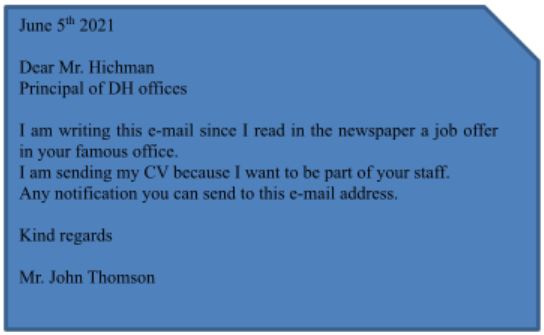 June 5th 2021
Dear Mr. Hichman
Principal of DH offices
I am writing this e-mail since I read in the newspaper a job offer
in your famous office.
I am sending my CV because I want to be part of your staff.
Any notification you can send to this e-mail address.
Kind regards
Mr. John Thomson